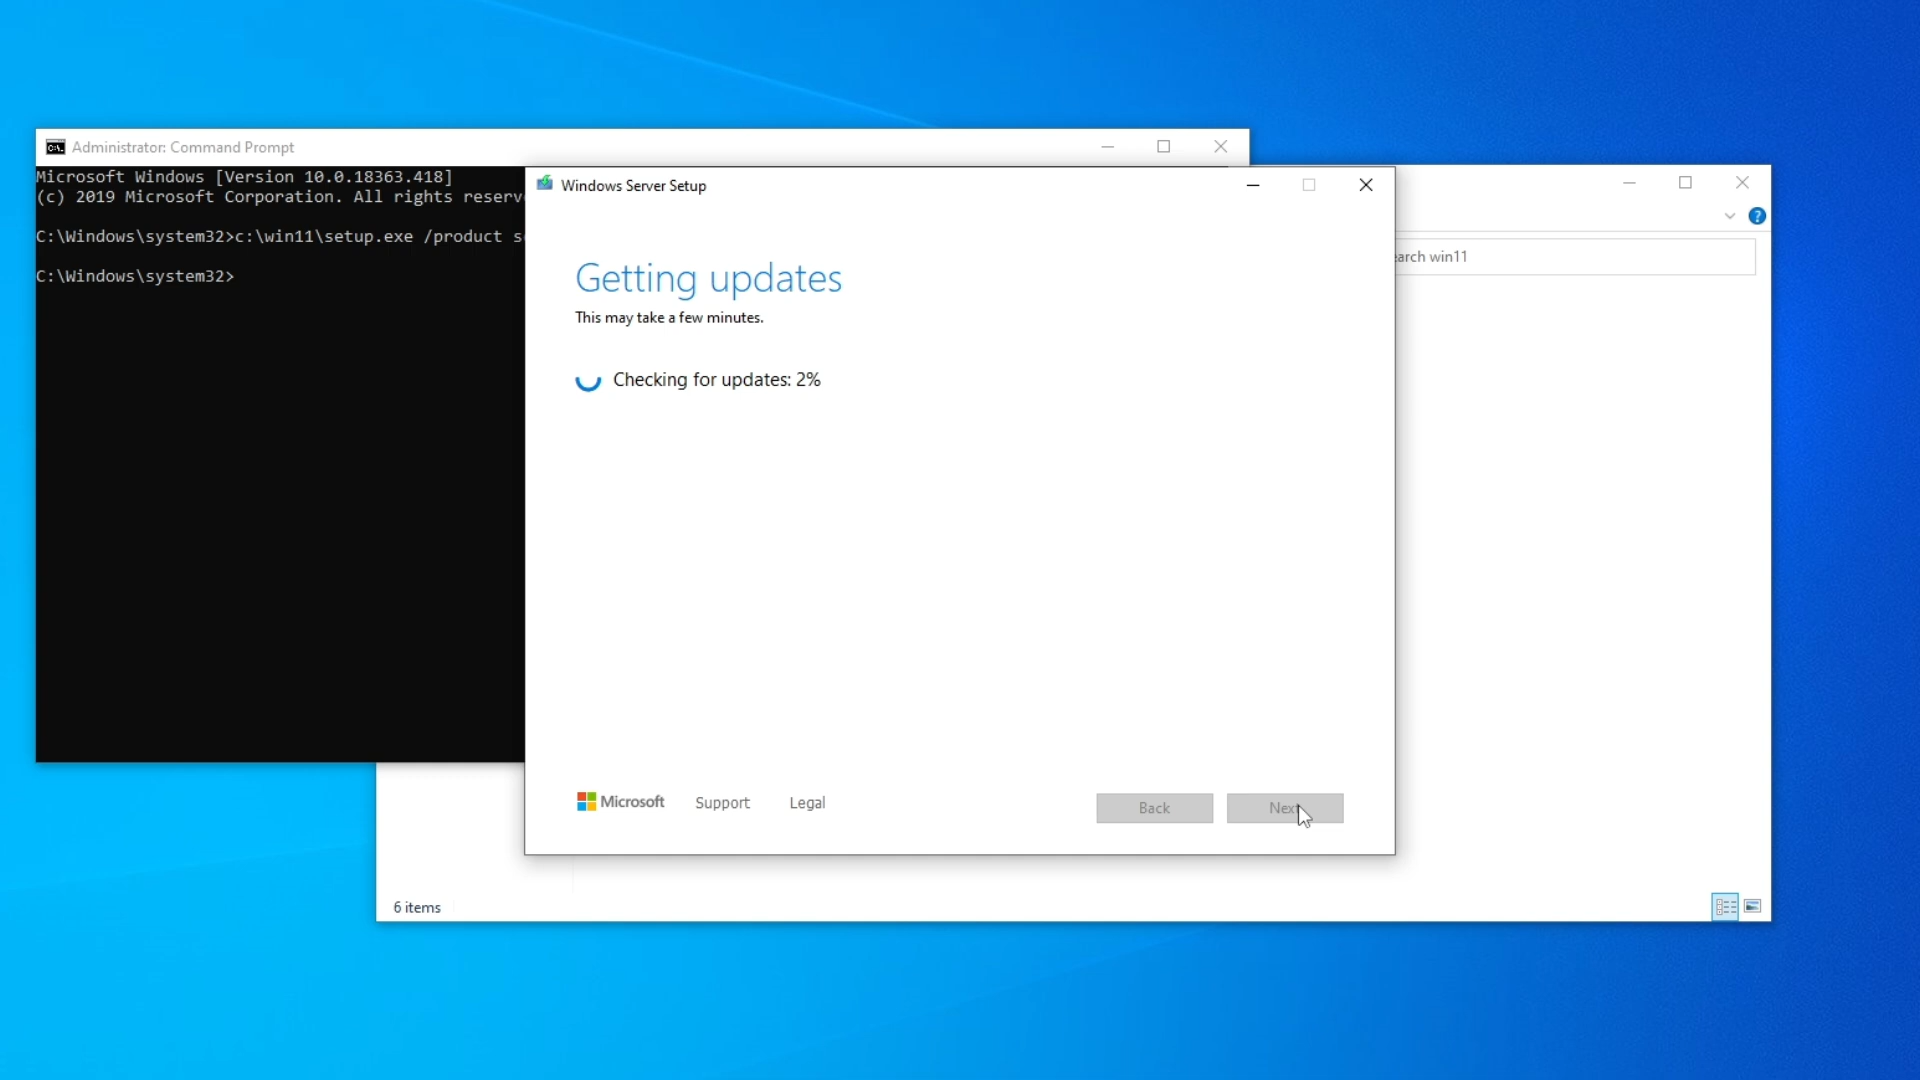 Administrator: Command Prompt
Microsoft Windows [Version 10.0.18363.418]
(c) 2019 Microsoft Corporation. All rights
C:\Windows\system32>c:\win11\setup.exe /product
C:\Windows\system32>
Windows Server Setup
Getting updates
This may take a few minutes.
Checking for updates: 2%
Microsoft
Support
Legal
Back
Next
?
win11
6 items